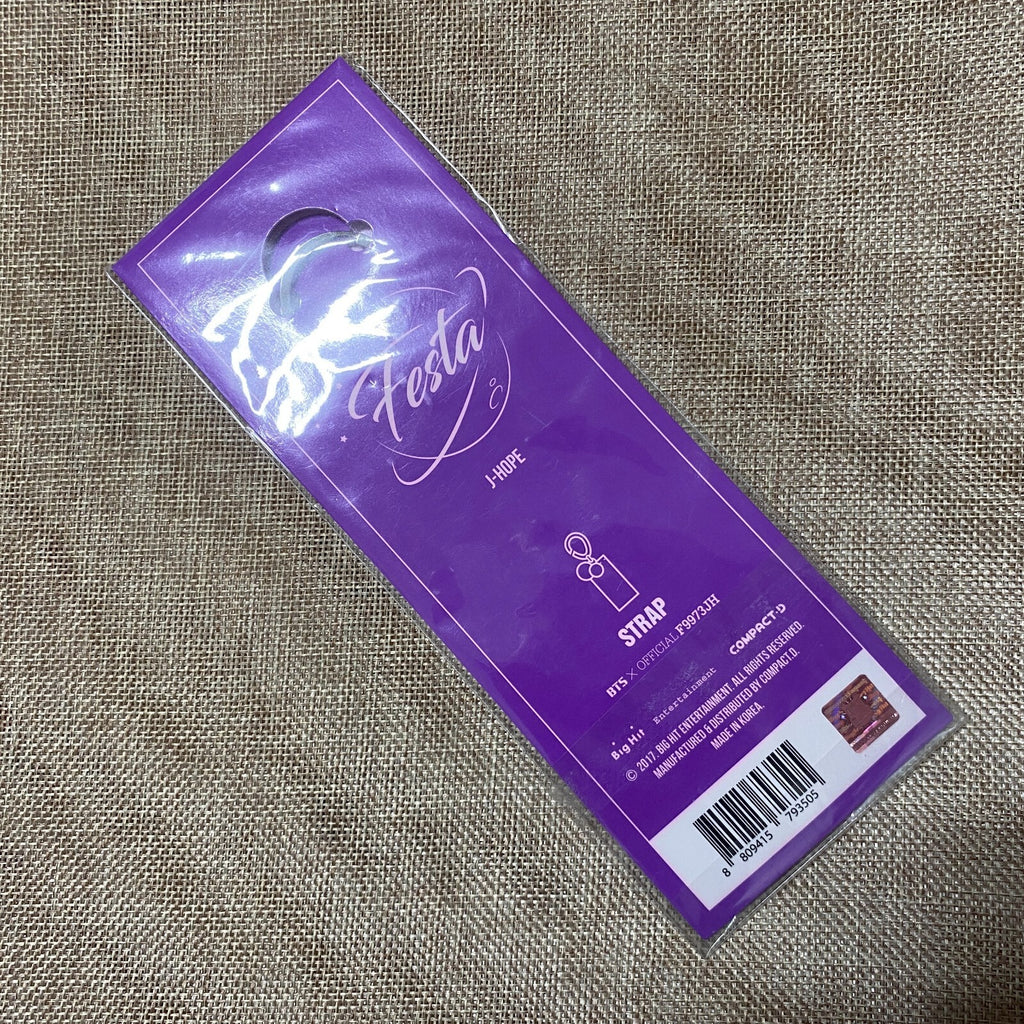 Festa
J-HOPE
STRAP
BTS X OFFICIAL F9973JH
Big Hit Entertainment COMPACT·D
© 2017. BIG HIT ENTERTAINMENT. ALL RIGHTS RESERVED.
MANUFACTURED & DISTRIBUTED BY COMPACT.D.
MADE IN KOREA.
8 809415 793505